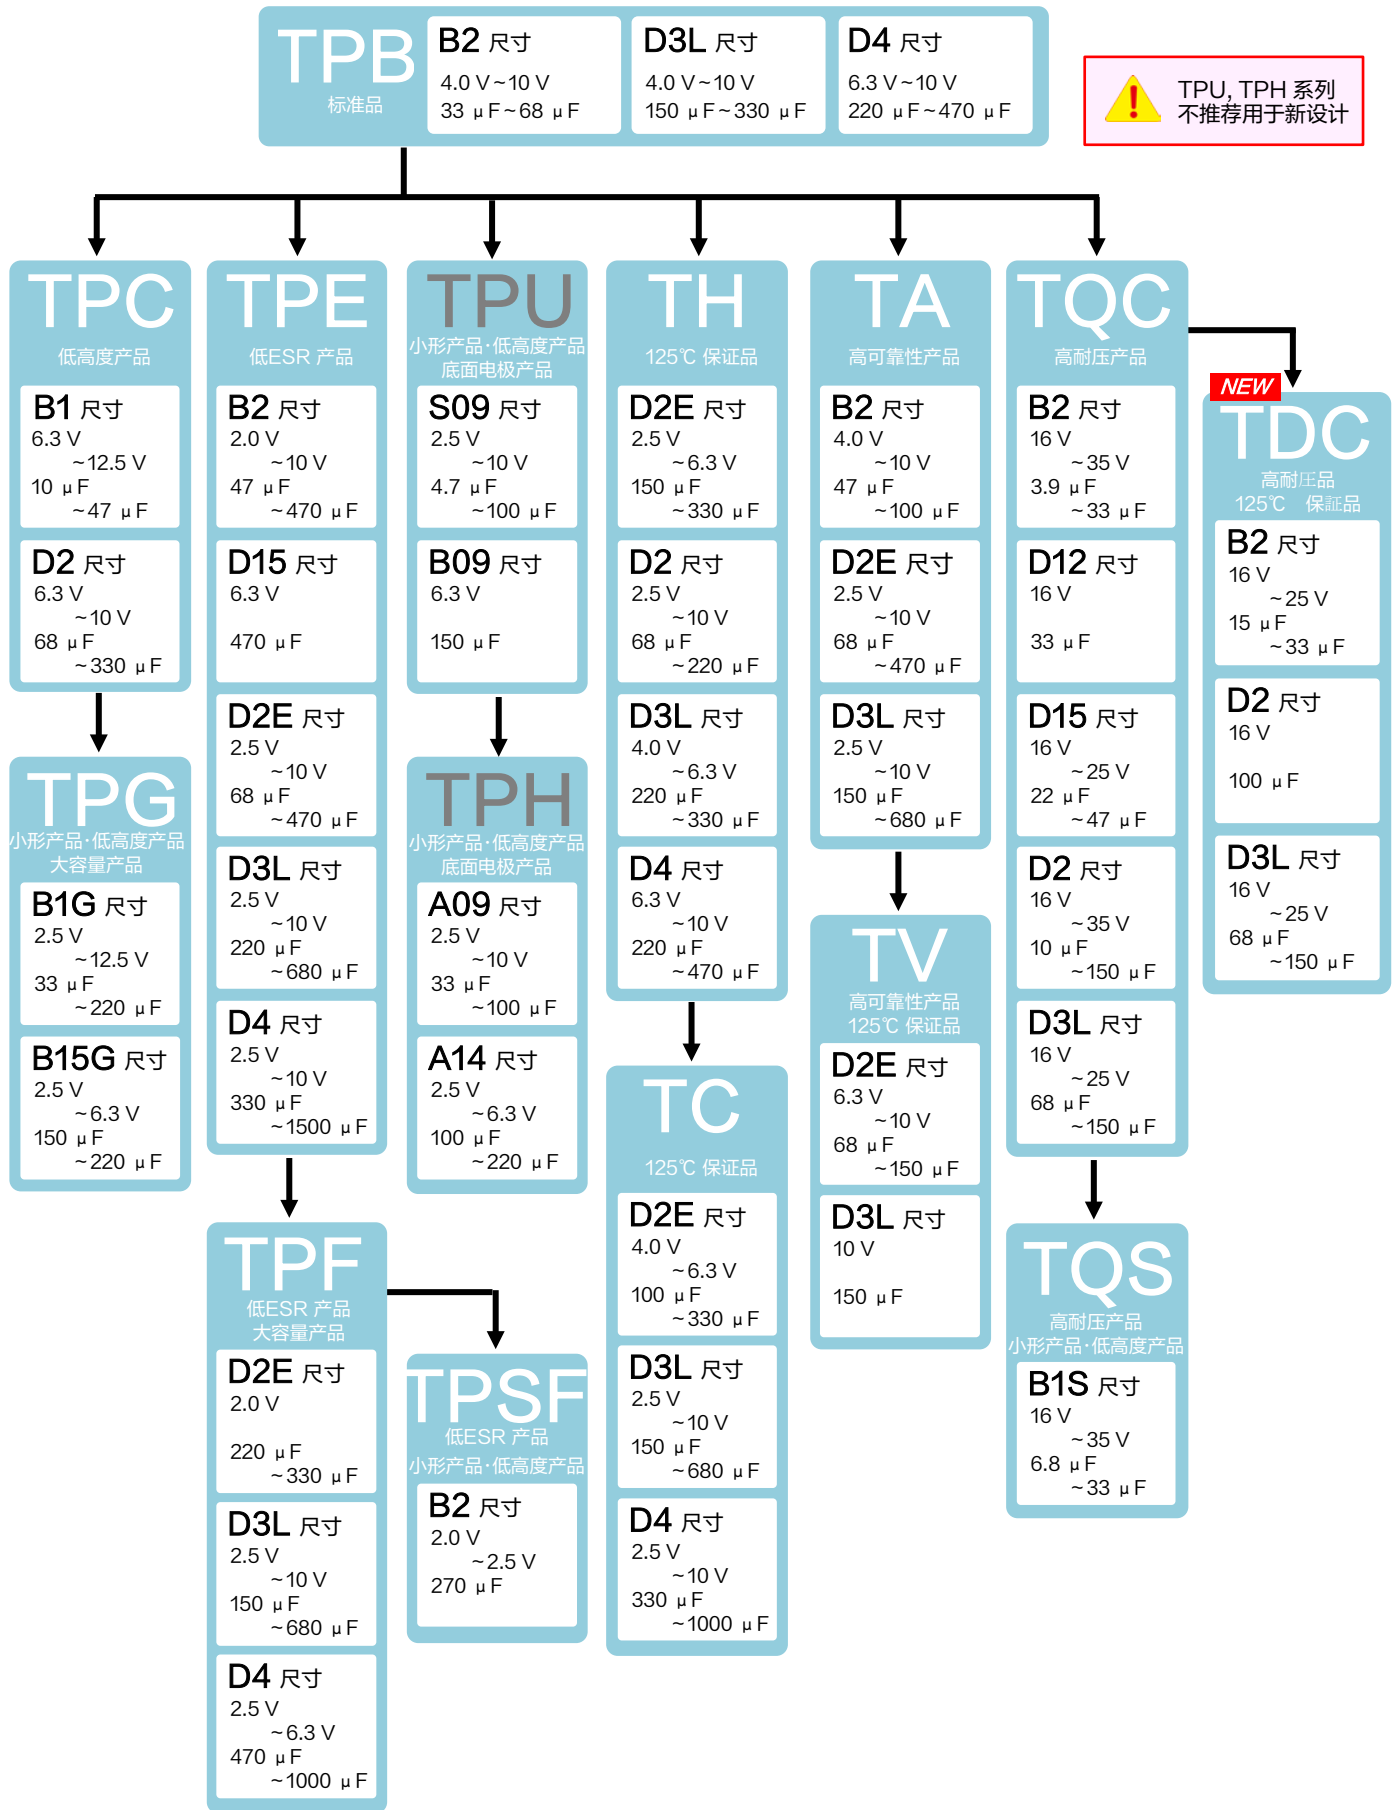 TPB
标准品
B2 尺寸
4.0 V~10 V
33 μF~68 μF
D3L 尺寸
4.0 V~10 V
150 μF~330 μF
D4 尺寸
6.3 V~10 V
220 μF~470 μF
TPU, TPH 系列
不推荐用于新设计
TPC
低高度产品
B1 尺寸
6.3 V
~12.5 V
10 μF
~47 μF
D2 尺寸
6.3 V
~10 V
68 μF
~330 μF
TPG
小形产品·低高度产品
大容量产品
B1G 尺寸
2.5 V
~12.5 V
33 μF
~220 μF
B15G 尺寸
2.5 V
~6.3 V
150 μF
~220 μF
TPE
低ESR 产品
B2 尺寸
2.0 V
~10 V
47 μF
~470 μF
D15 尺寸
6.3 V
470 μF
D2E 尺寸
2.5 V
~10 V
68 μF
~470 μF
D3L 尺寸
2.5 V
~10 V
220 μF
~680 μF
D4 尺寸
2.5 V
~10 V
330 μF
~1500 μF
TPF
低ESR 产品
大容量产品
D2E 尺寸
2.0 V
220 μF
~330 μF
D3L 尺寸
2.5 V
~10 V
150 μF
~680 μF
D4 尺寸
2.5 V
~6.3 V
470 μF
~1000 μF
TPU
小形产品·低高度产品
底面电极产品
S09 尺寸
2.5 V
~10 V
4.7 μF
~100 μF
B09 尺寸
6.3 V
150 μF
TPH
小形产品·低高度产品
底面电极产品
A09 尺寸
2.5 V
~10 V
33 μF
~100 μF
A14 尺寸
2.5 V
~6.3 V
100 μF
~220 μF
TPSF
低ESR 产品
小形产品·低高度产品
B2 尺寸
2.0 V
~2.5 V
270 μF
TH
125℃ 保证品
D2E 尺寸
2.5 V
~6.3 V
150 μF
~330 μF
D2 尺寸
2.5 V
~10 V
68 μF
~220 μF
D3L 尺寸
4.0 V
~6.3 V
220 μF
~330 μF
D4 尺寸
6.3 V
~10 V
220 μF
~470 μF
TC
125℃ 保证品
D2E 尺寸
4.0 V
~6.3 V
100 μF
~330 μF
D3L 尺寸
2.5 V
~10 V
150 μF
~680 μF
D4 尺寸
2.5 V
~10 V
330 μF
~1000 μF
TA
高可靠性产品
B2 尺寸
4.0 V
~10 V
47 μF
~100 μF
D2E 尺寸
2.5 V
~10 V
68 μF
~470 μF
D3L 尺寸
2.5 V
~10 V
150 μF
~680 μF
TV
高可靠性产品
125℃ 保证品
D2E 尺寸
6.3 V
~10 V
68 μF
~150 μF
D3L 尺寸
10 V
150 μF
TQC
高耐压产品
B2 尺寸
16 V
~35 V
3.9 μF
~33 μF
D12 尺寸
16 V
33 μF
D15 尺寸
16 V
~25 V
22 μF
~47 μF
D2 尺寸
16 V
~35 V
10 μF
~150 μF
D3L 尺寸
16 V
~25 V
68 μF
~150 μF
TQS
高耐压产品
小形产品·低高度产品
B1S 尺寸
16 V
~35 V
6.8 μF
~33 μF
NEW
TDC
高耐圧品
125℃ 保証品
B2 尺寸
16 V
~25 V
15 μF
~33 μF
D2 尺寸
16 V
100 μF
D3L 尺寸
16 V
~25 V
68 μF
~150 μF